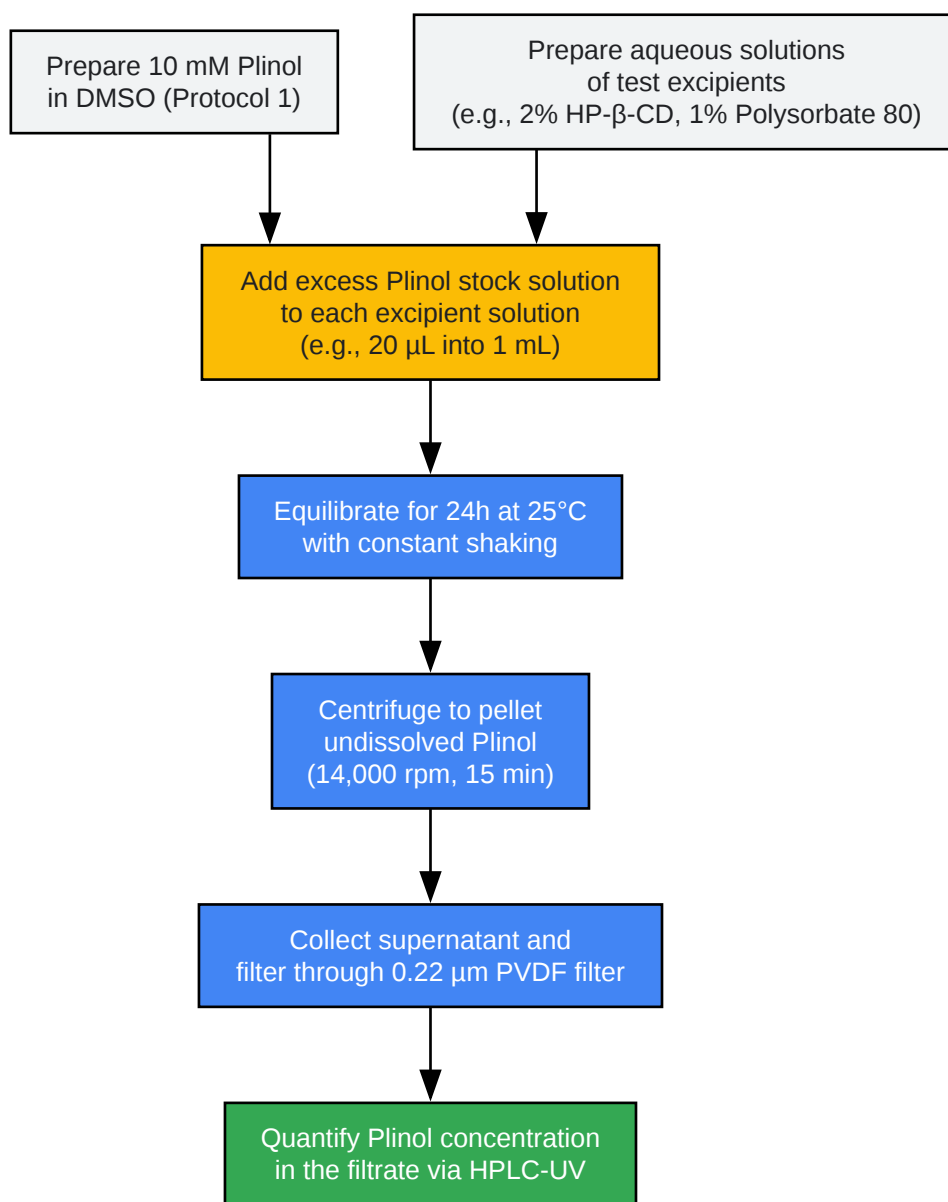 Prepare 10 mM Plinol
in DMSO (Protocol 1)
Prepare aqueous solutions
of test excipients
(e.g., 2% HP-β-CD, 1% Polysorbate 80)
Add excess Plinol stock solution
to each excipient solution
(e.g., 20 µL into 1 mL)
Equilibrate for 24h at 25°C
with constant shaking
Centrifuge to pellet
undissolved Plinol
(14,000 rpm, 15 min)
Collect supernatant and
filter through 0.22 µm PVDF filter
Quantify Plinol concentration
in the filtrate via HPLC-UV